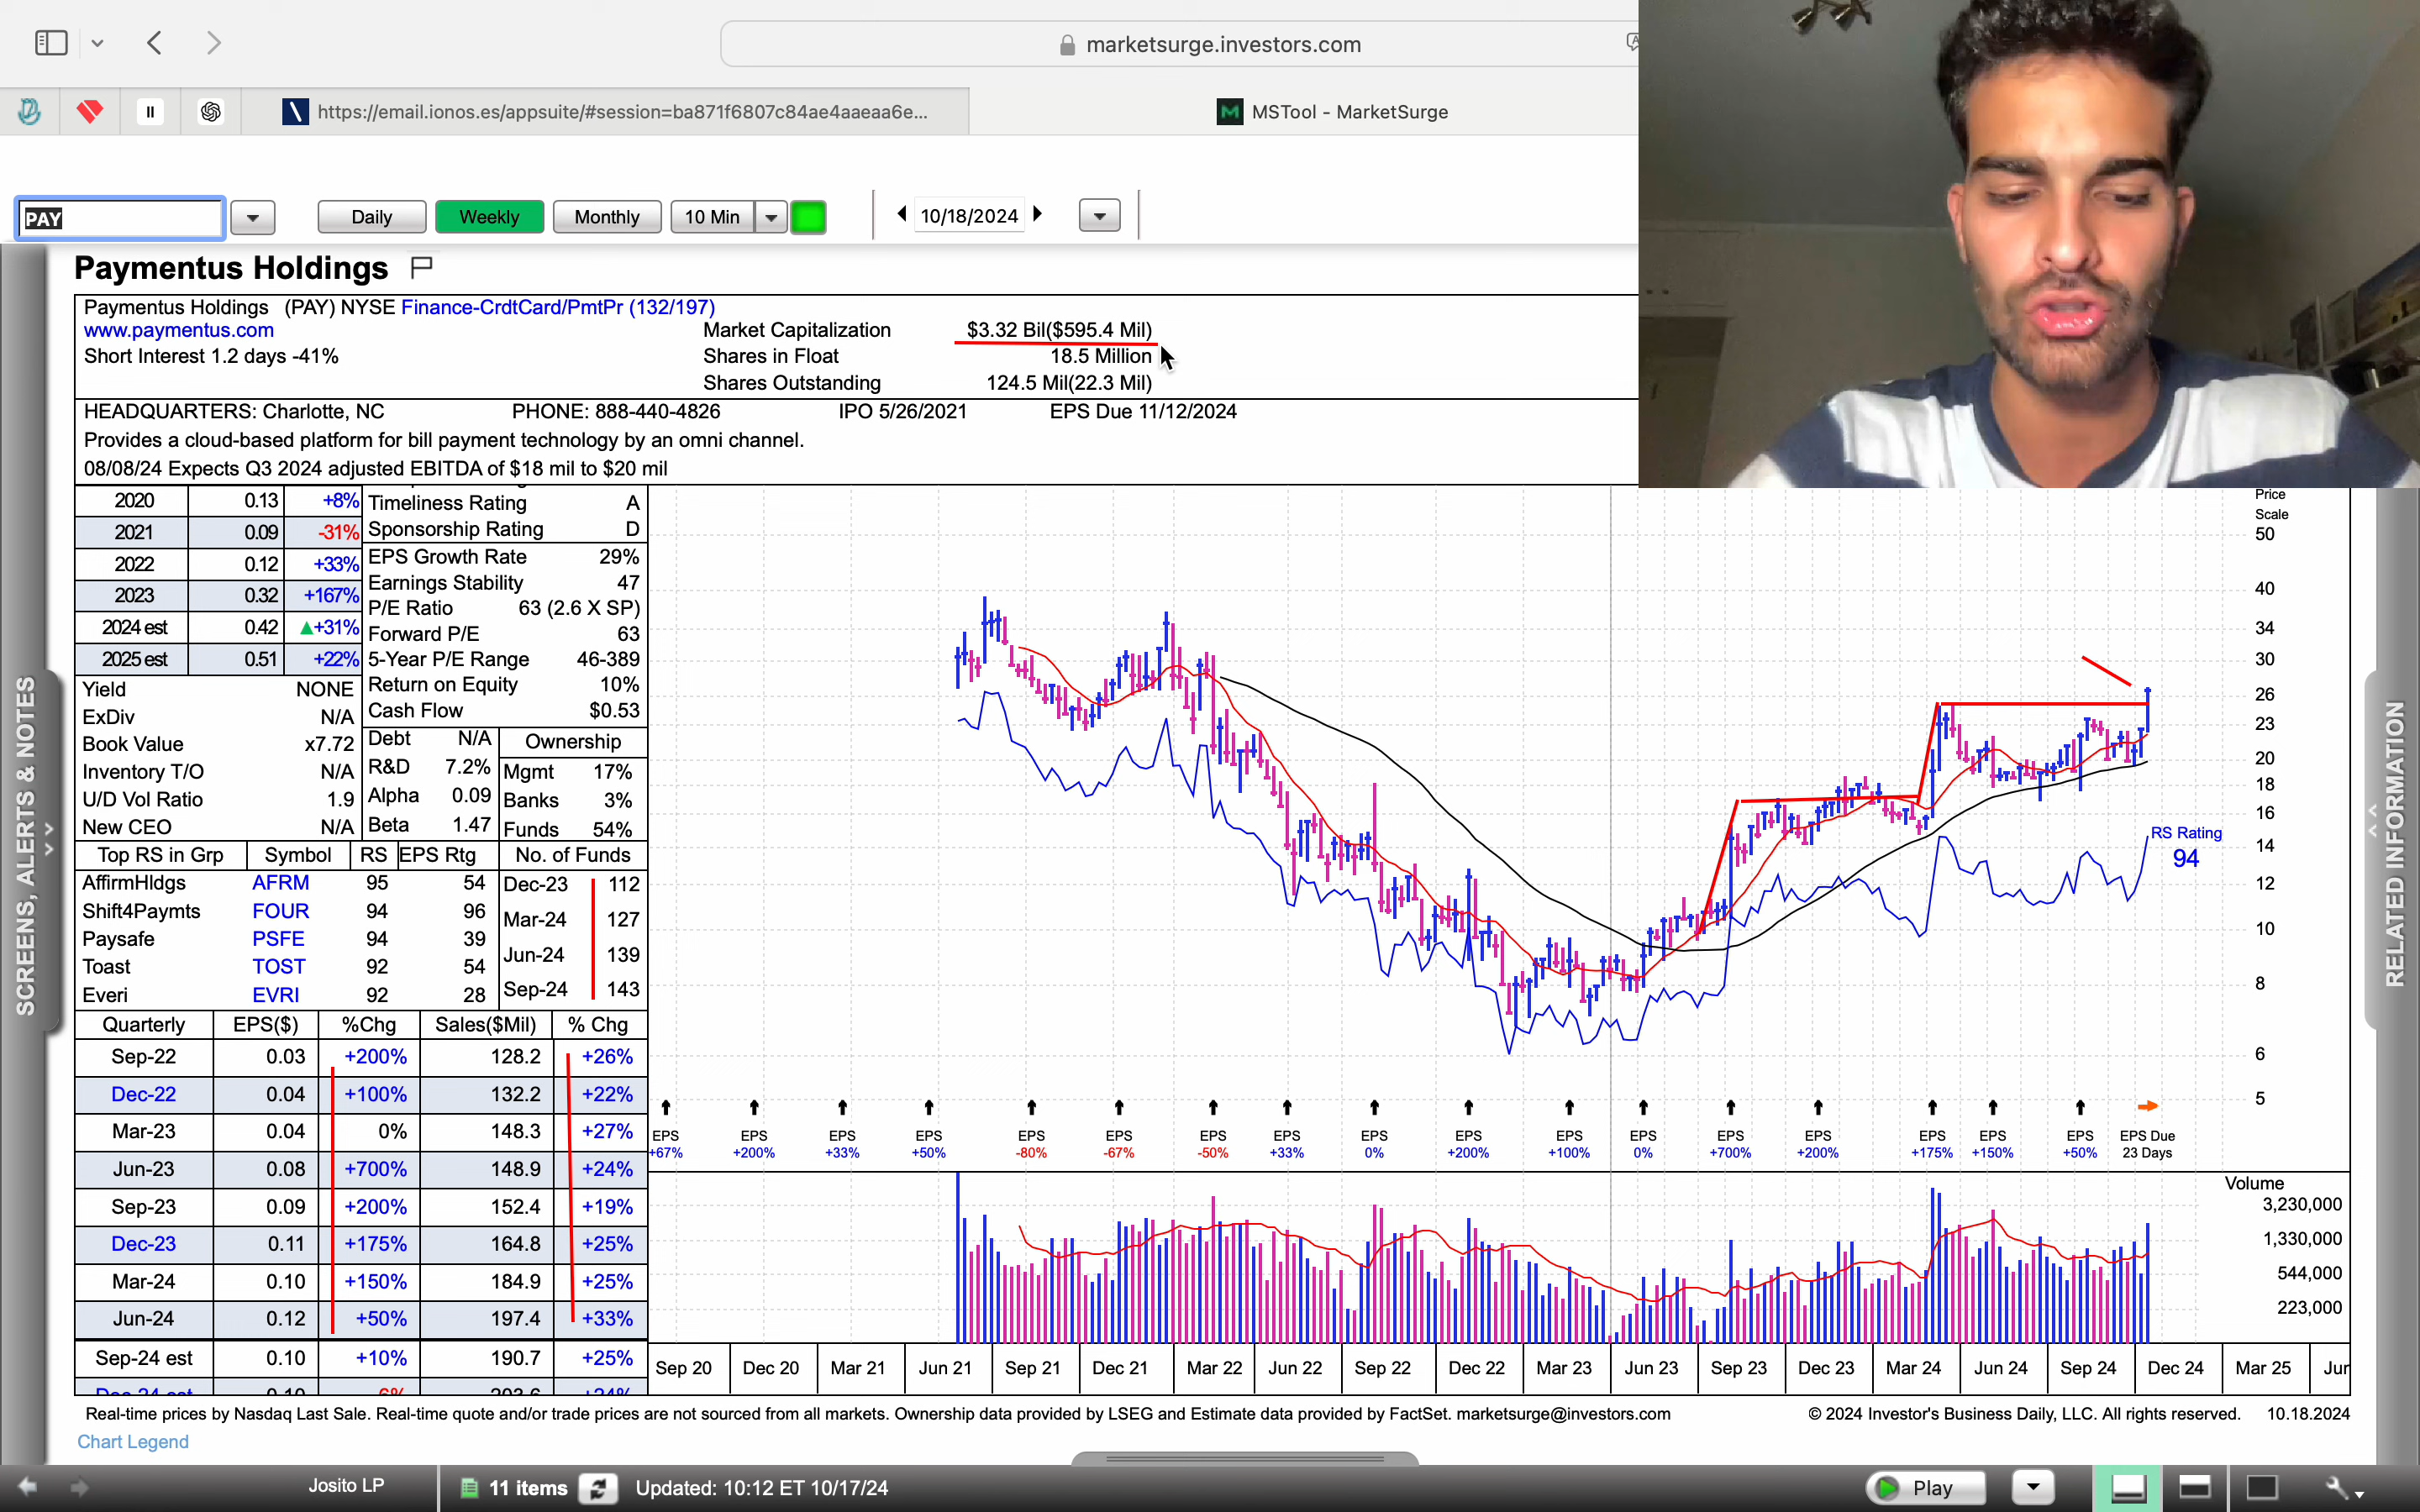 marketsurge.investors.com
https://email.ionos.es/appsuite/#session=ba871f6807c84ae4aaeaa6e...
MSTool - MarketSurge
PAY
Daily
Weekly
Monthly
10 Min
10/18/2024
Paymentus Holdings
Paymentus Holdings (PAY) NYSE Finance-CrdtCard/PmtPr (132/197)
www.paymentus.com
Market Capitalization $3.32 Bil($595.4 Mil)
Short Interest 1.2 days -41%
Shares in Float 18.5 Million
Shares Outstanding 124.5 Mil(22.3 Mil)
HEADQUARTERS: Charlotte, NC PHONE: 888-440-4826 IPO 5/26/2021 EPS Due 11/12/2024
Provides a cloud-based platform for bill payment technology by an omni channel.
08/08/24 Expects Q3 2024 adjusted EBITDA of $18 mil to $20 mil
2020 0.13 +8%
2021 0.09 -31%
2022 0.12 +33%
2023 0.32 +167%
2024 est 0.42 +31%
2025 est 0.51 +22%
Timeliness Rating A
Sponsorship Rating D
EPS Growth Rate 29%
Earnings Stability 47
P/E Ratio 63 (2.6 X SP)
Forward P/E 63
5-Year P/E Range 46-389
Return on Equity 10%
Cash Flow $0.53
Yield NONE
ExDiv N/A
Book Value x7.72
Inventory T/O N/A
U/D Vol Ratio 1.9
New CEO N/A
Debt N/A
R&D 7.2%
Alpha 0.09
Beta 1.47
Ownership
Mgmt 17%
Banks 3%
Funds 54%
Top RS in Grp Symbol RS EPS Rtg
AffirmHldgs AFRM 95 54
Shift4Paymts FOUR 94 96
Paysafe PSFE 94 39
Toast TOST 92 54
Everi EVRI 92 28
No. of Funds
Dec-23 112
Mar-24 127
Jun-24 139
Sep-24 143
Quarterly EPS($) %Chg Sales($Mil) % Chg
Sep-22 0.03 +200% 128.2 +26%
Dec-22 0.04 +100% 132.2 +22%
Mar-23 0.04 0% 148.3 +27%
Jun-23 0.08 +700% 148.9 +24%
Sep-23 0.09 +200% 152.4 +19%
Dec-23 0.11 +175% 164.8 +25%
Mar-24 0.10 +150% 184.9 +25%
Jun-24 0.12 +50% 197.4 +33%
Sep-24 est 0.10 +10% 190.7 +25%
Price
Scale
50
40
34
30
26
23
20
18
16
14
12
10
8
6
5
RS Rating
94
EPS EPS EPS EPS EPS EPS EPS EPS EPS EPS EPS EPS EPS EPS EPS EPS EPS EPS Due
+67% +200% +33% +50% -80% -67% -50% +33% 0% +200% +100% 0% +700% +200% +175% +150% +50% 23 Days
Volume
3,230,000
1,330,000
544,000
223,000
Sep 20 Dec 20 Mar 21 Jun 21 Sep 21 Dec 21 Mar 22 Jun 22 Sep 22 Dec 22 Mar 23 Jun 23 Sep 23 Dec 23 Mar 24 Jun 24 Sep 24 Dec 24 Mar 25
Real-time prices by Nasdaq Last Sale. Real-time quote and/or trade prices are not sourced from all markets. Ownership data provided by LSEG and Estimate data provided by FactSet. marketsurge@investors.com
© 2024 Investor's Business Daily, LLC. All rights reserved. 10.18.2024
Chart Legend
SCREENS, ALERTS & NOTES
RELATED INFORMATION
Josito LP
11 items
Updated: 10:12 ET 10/17/24
Play